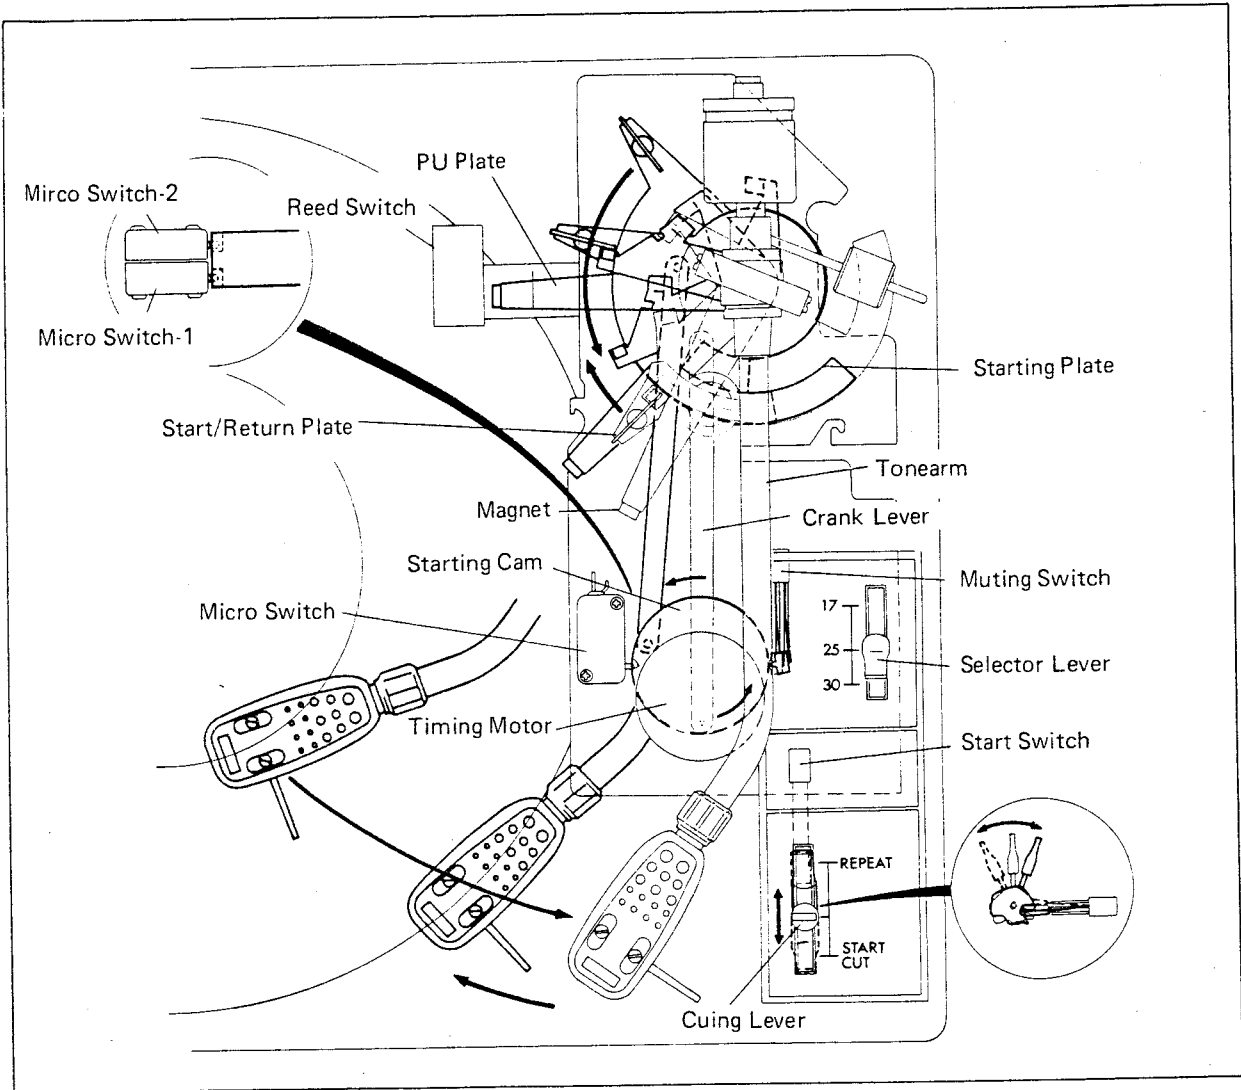 PU Plate
Mirco Switch-2
Reed Switch
Micro Switch-1
Starting Plate
Start/Return Plate
Tonearm
Magnet
Crank Lever
Starting Cam
Muting Switch
Micro Switch
17
25
30
Selector Lever
Timing Motor
Start Switch
REPEAT
START
CUT
Cuing Lever